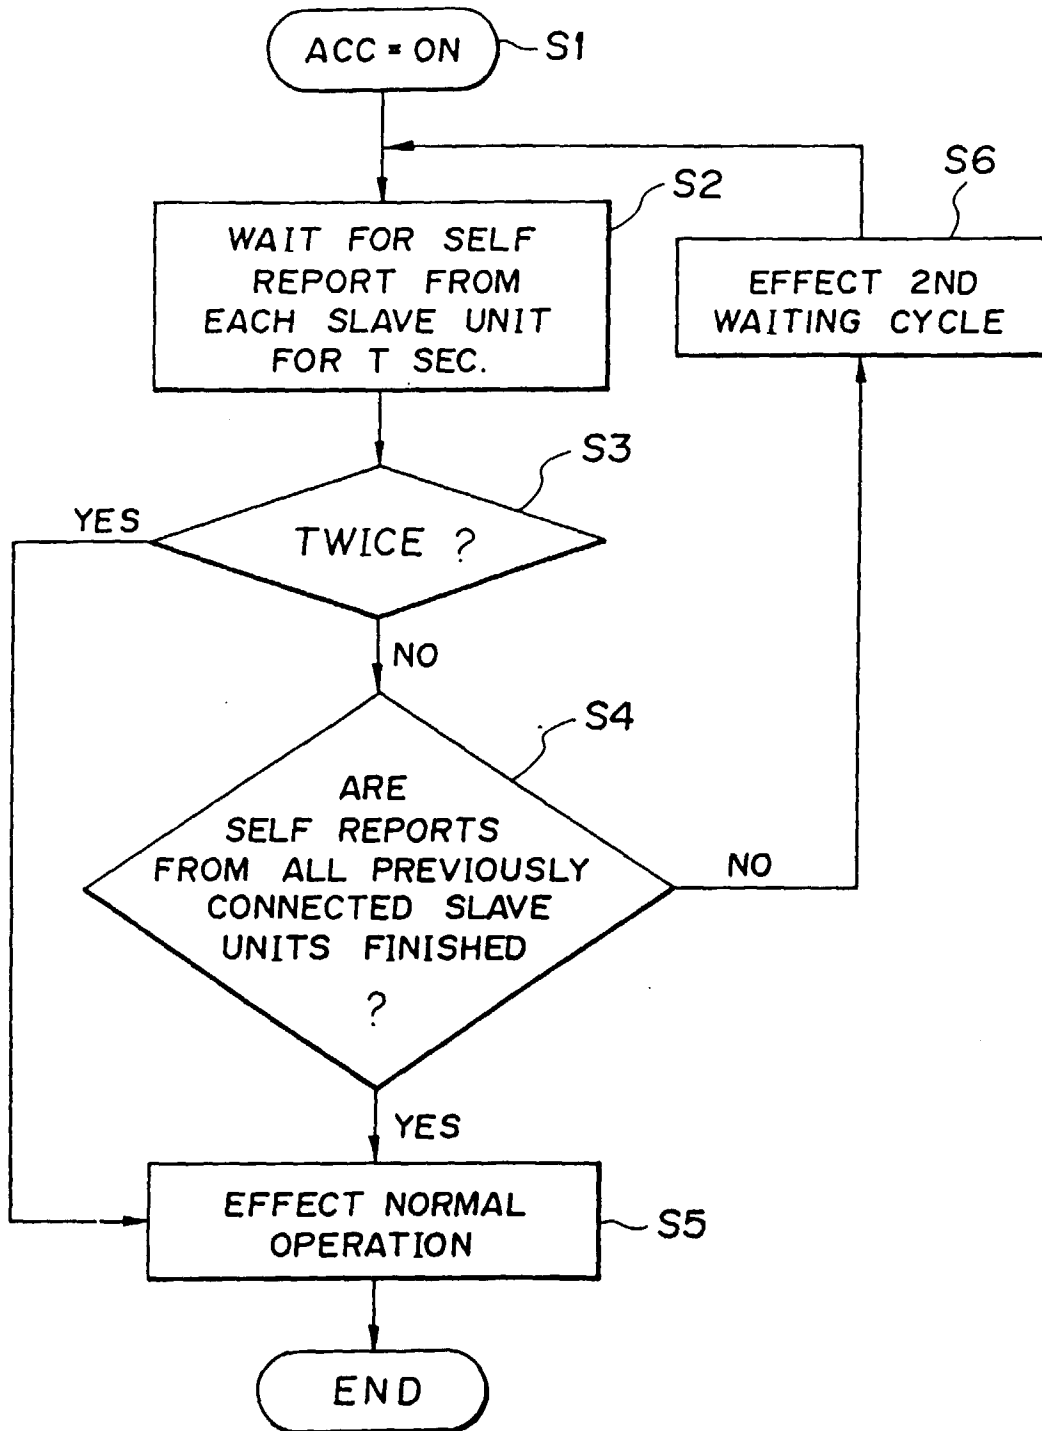 ACC = ON
S1
S2
WAIT FOR SELF
REPORT FROM
EACH SLAVE UNIT
FOR T SEC.
S6
EFFECT 2ND
WAITING CYCLE
S3
YES
TWICE ?
NO
S4
ARE
SELF REPORTS
FROM ALL PREVIOUSLY
CONNECTED SLAVE
UNITS FINISHED
?
NO
YES
EFFECT NORMAL
OPERATION
S5
END